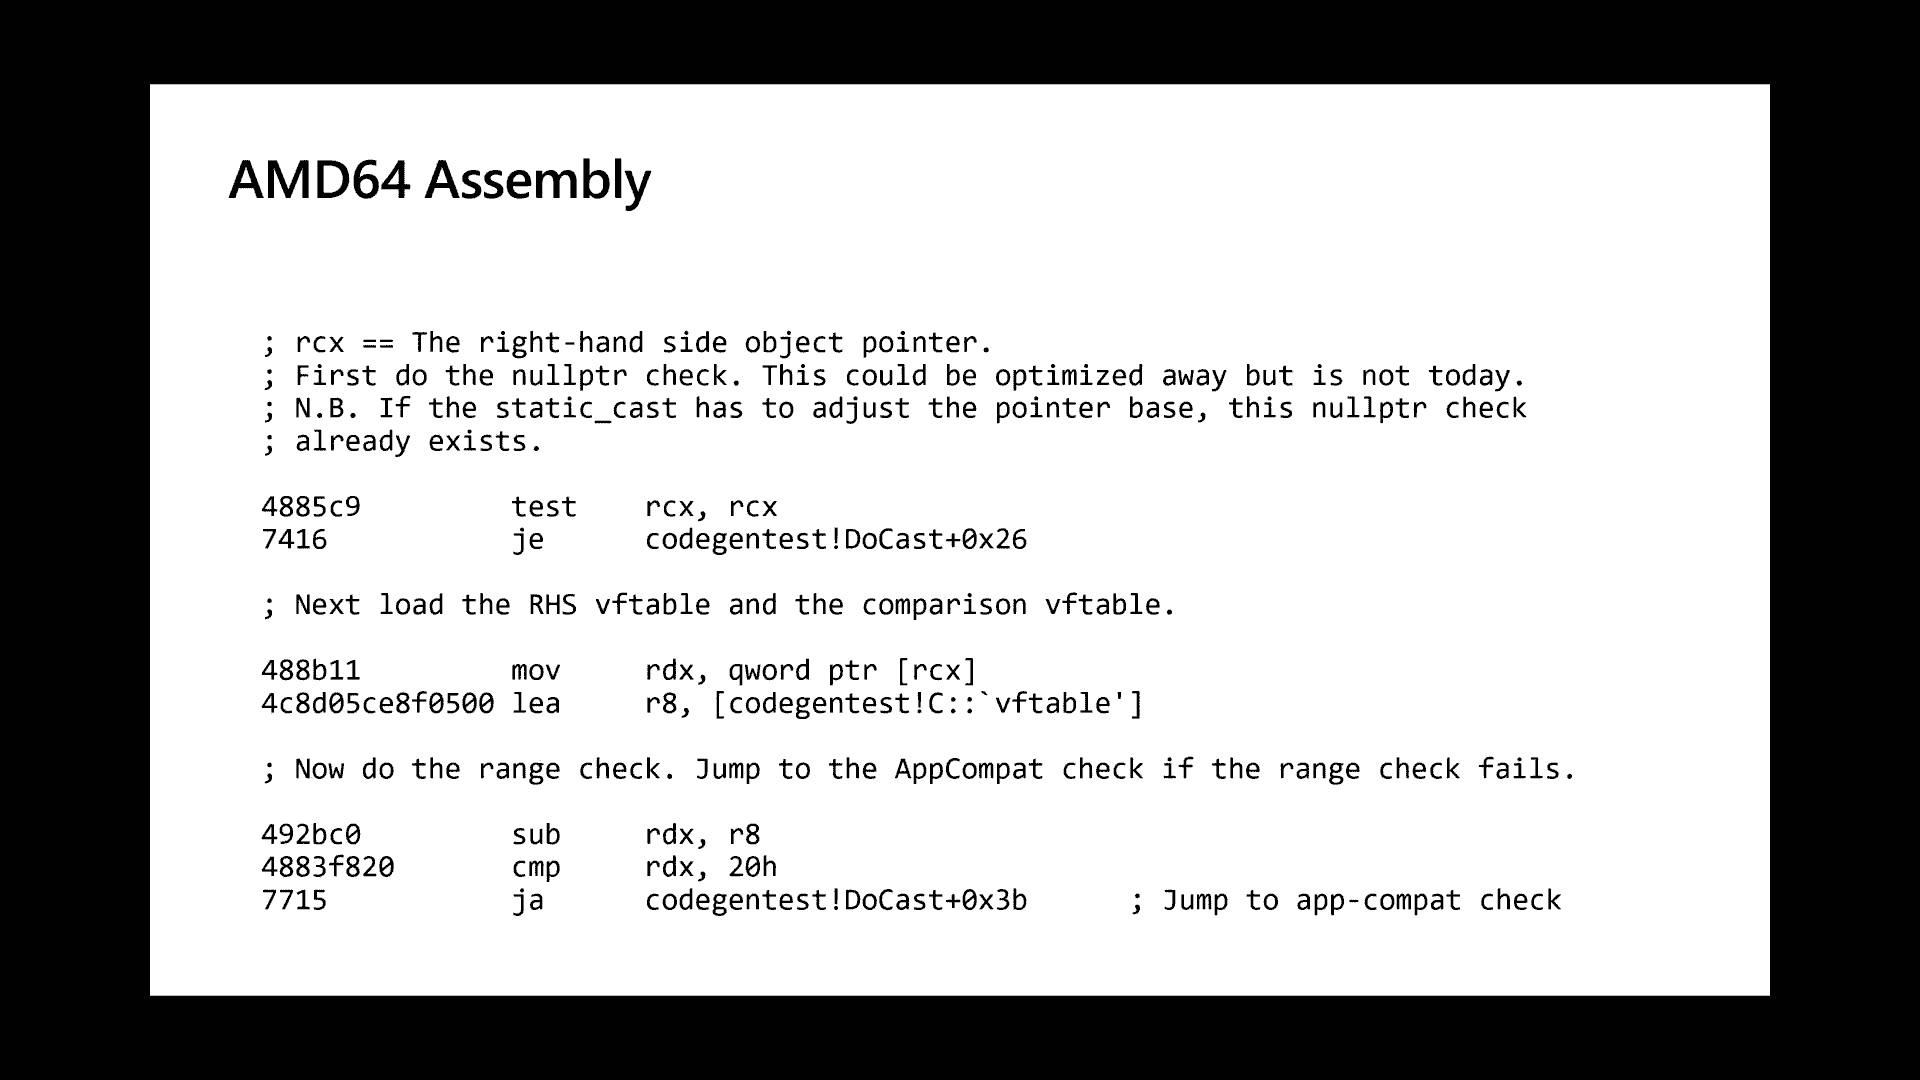 AMD64 Assembly
; rcx == The right-hand side object pointer.
; First do the nullptr check. This could be optimized away but is not today.
; N.B. If the static_cast has to adjust the pointer base, this nullptr check
; already exists.
4885c9 test rcx, rcx
7416 je codegentest!DoCast+0x26
; Next load the RHS vftable and the comparison vftable.
488b11 mov rdx, qword ptr [rcx]
4c8d05ce8f0500 lea r8, [codegentest!C::`vftable']
; Now do the range check. Jump to the AppCompat check if the range check fails.
492bc0 sub rdx, r8
4883f820 cmp rdx, 20h
7715 ja codegentest!DoCast+0x3b ; Jump to app-compat check